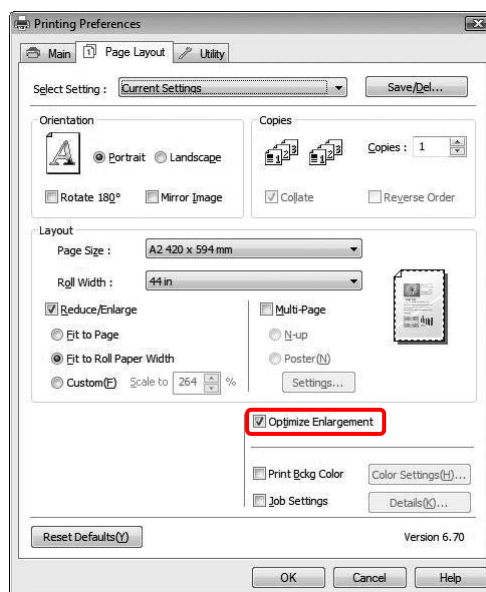 Printing Preferences
Main Page Layout Utility
Select Setting : Current Settings Save/Del...
Orientation
Portrait Landscape
Rotate 180° Mirror Image
Copies
Copies : 1
Collate Reverse Order
Layout
Page Size : A2 420 x 594 mm
Roll Width : 44 in
Reduce/Enlarge
Fit to Page
Fit to Roll Paper Width
Custom(F) Scale to 264 %
Multi-Page
N-up
Poster(N)
Settings...
Optimize Enlargement
Print Bckg Color Color Settings(H)...
Job Settings Details(K)...
Reset Defaults(Y) Version 6.70
OK Cancel Help